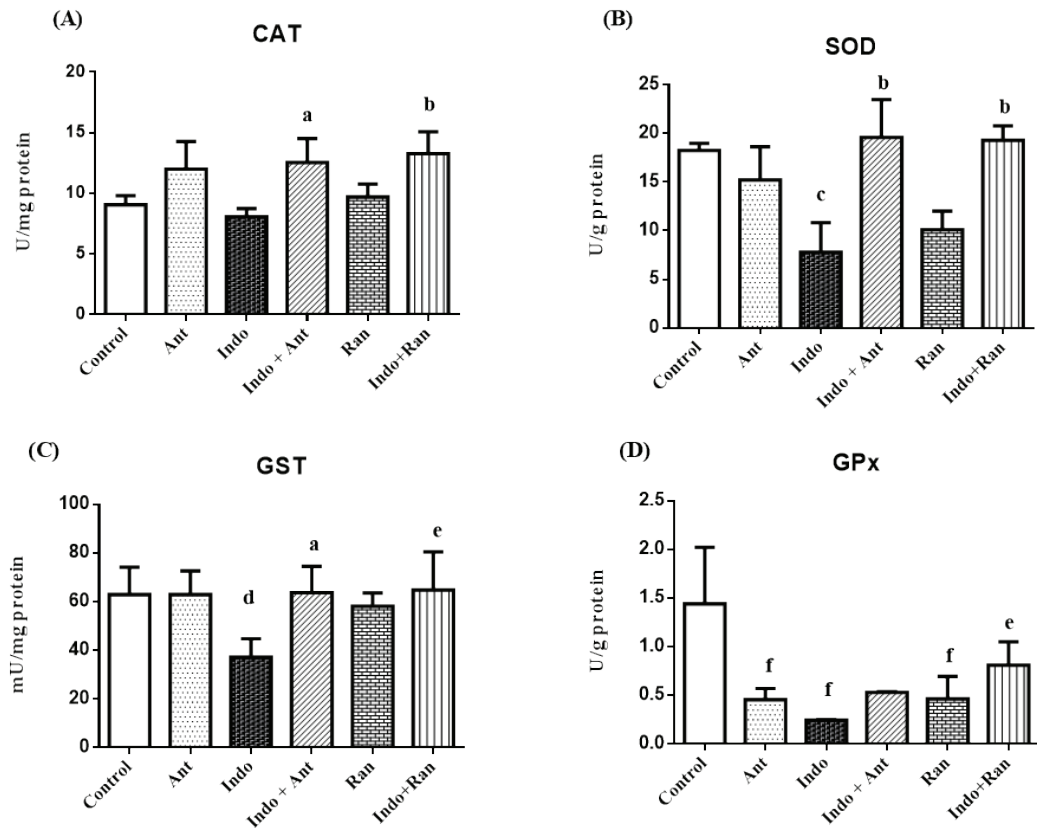 (A)
CAT
U/mg protein
20
15
10
5
0
a
b
Control
Ant
Indo
Indo + Ant
Ran
Indo+Ran
(B)
SOD
U/g protein
25
20
15
10
5
0
c
b
b
Control
Ant
Indo
Indo + Ant
Ran
Indo+Ran
(C)
GST
mU/mg protein
100
80
60
40
20
0
d
a
e
Control
Ant
Indo
Indo + Ant
Ran
Indo+Ran
(D)
GPx
U/g protein
2.5
2.0
1.5
1.0
0.5
0.0
f
f
f
e
Control
Ant
Indo
Indo + Ant
Ran
Indo+Ran